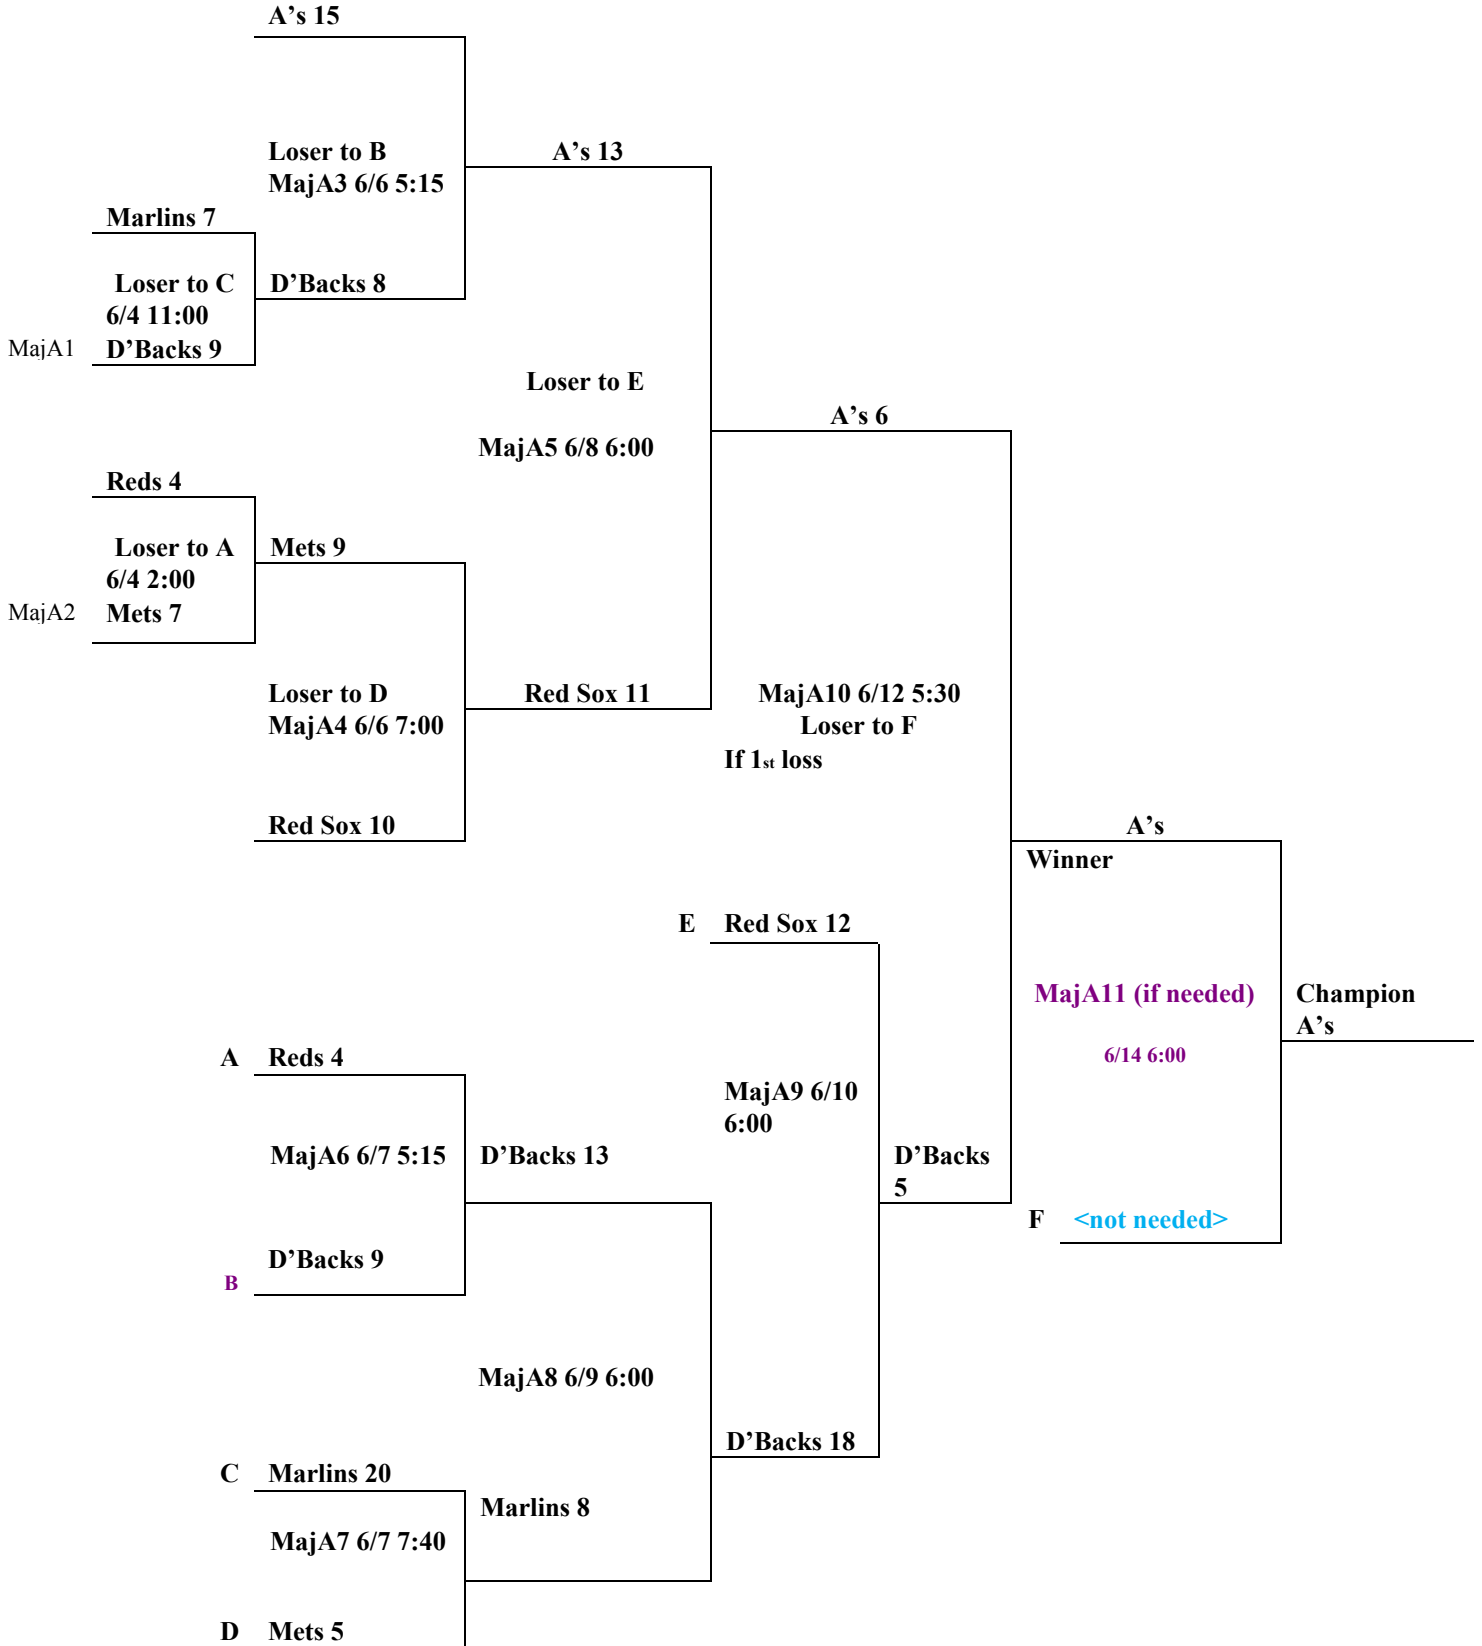 A’s 15
Loser to B
MajA3 6/6 5:15
A’s 13
Marlins 7
Loser to C
6/4 11:00
MajA1 D’Backs 9
D’Backs 8
Loser to E
MajA5 6/8 6:00
A’s 6
Reds 4
Loser to A
6/4 2:00
MajA2 Mets 7
Mets 9
Loser to D
MajA4 6/6 7:00
Red Sox 11
MajA10 6/12 5:30
Loser to F
If 1st loss
Red Sox 10
A’s
Winner
E Red Sox 12
MajA11 (if needed)
6/14 6:00
Champion
A’s
A Reds 4
MajA9 6/10
6:00
MajA6 6/7 5:15
D’Backs 13
D’Backs
5
F <not needed>
D’Backs 9
B
MajA8 6/9 6:00
D’Backs 18
C Marlins 20
Marlins 8
MajA7 6/7 7:40
D Mets 5